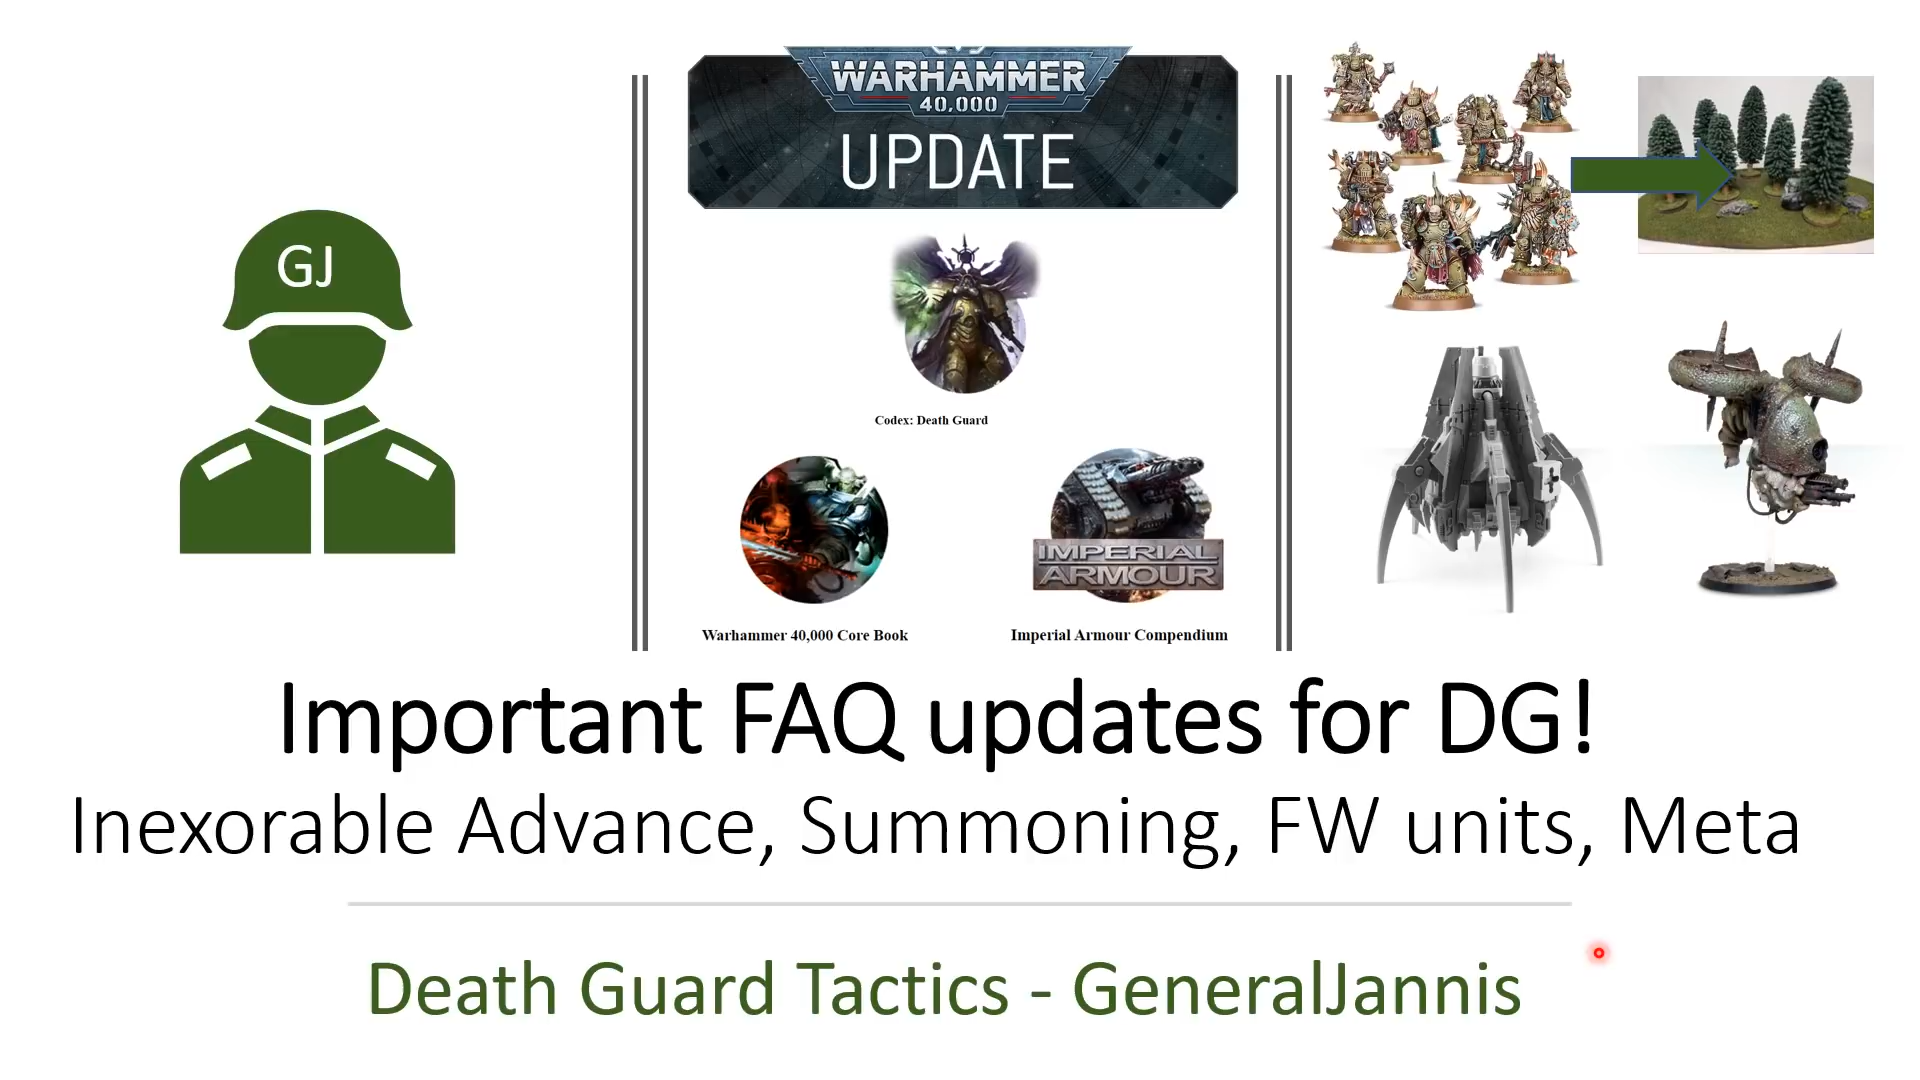 GJ
WARHAMMER
40,000
UPDATE
Codex: Death Guard
IMPERIAL
ARMOUR
Warhammer 40,000 Core Book
Imperial Armour Compendium
Important FAQ updates for DG!
Inexorable Advance, Summoning, FW units, Meta
Death Guard Tactics - GeneralJannis